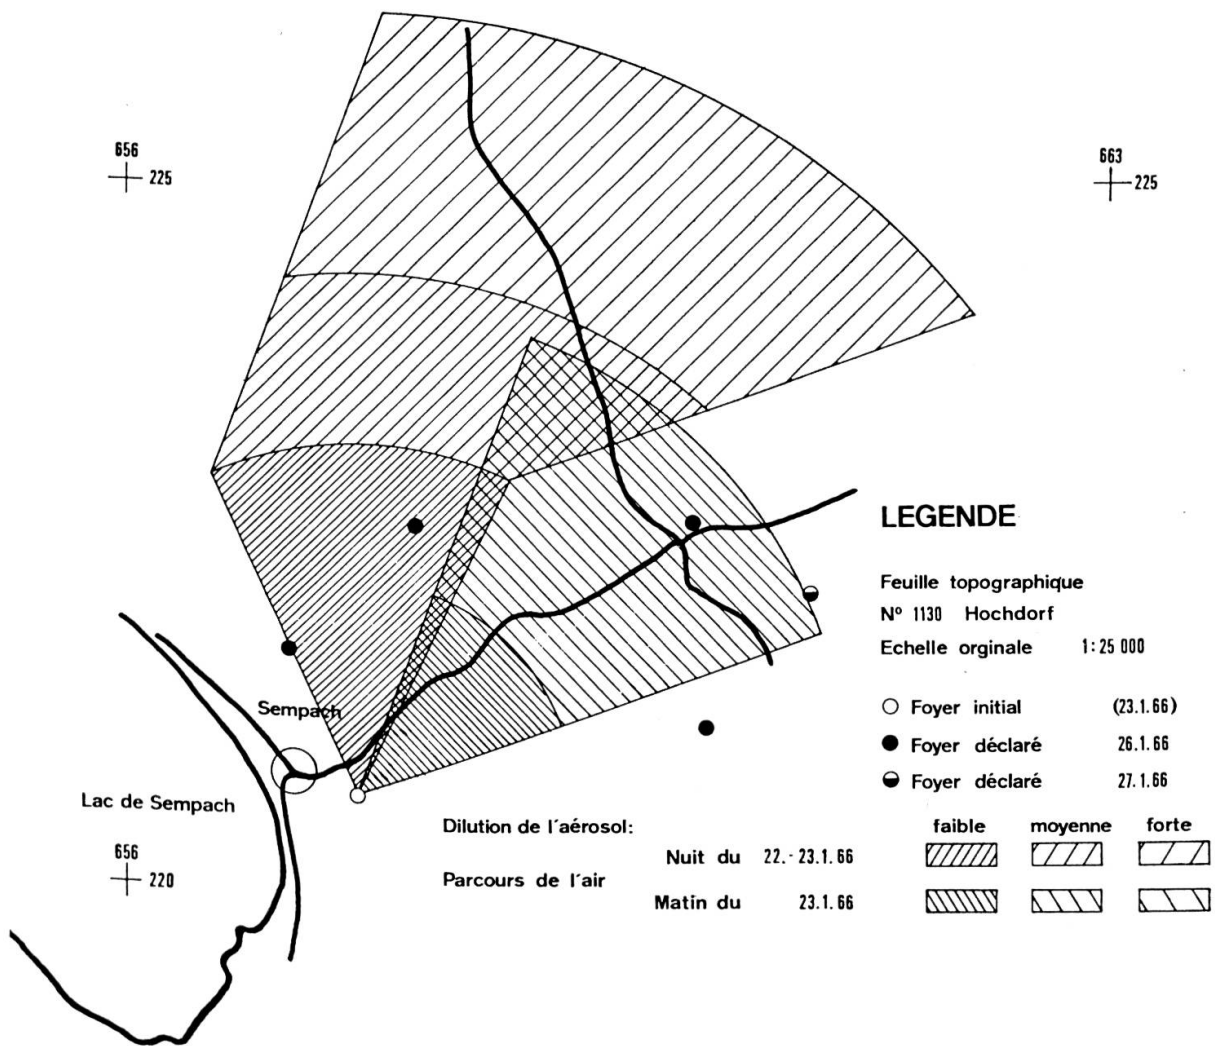 656
225
663
225
LEGENDE
Feuille topographique
Nº 1130 Hochdorf
Echelle orginale 1:25 000
Foyer initial (23.1.66)
Foyer déclaré 26.1.66
Foyer déclaré 27.1.66
Sempach
Lac de Sempach
656
220
Dilution de l'aérosol: faible moyenne forte
Nuit du 22.-23.1.66
Parcours de l'air
Matin du 23.1.66